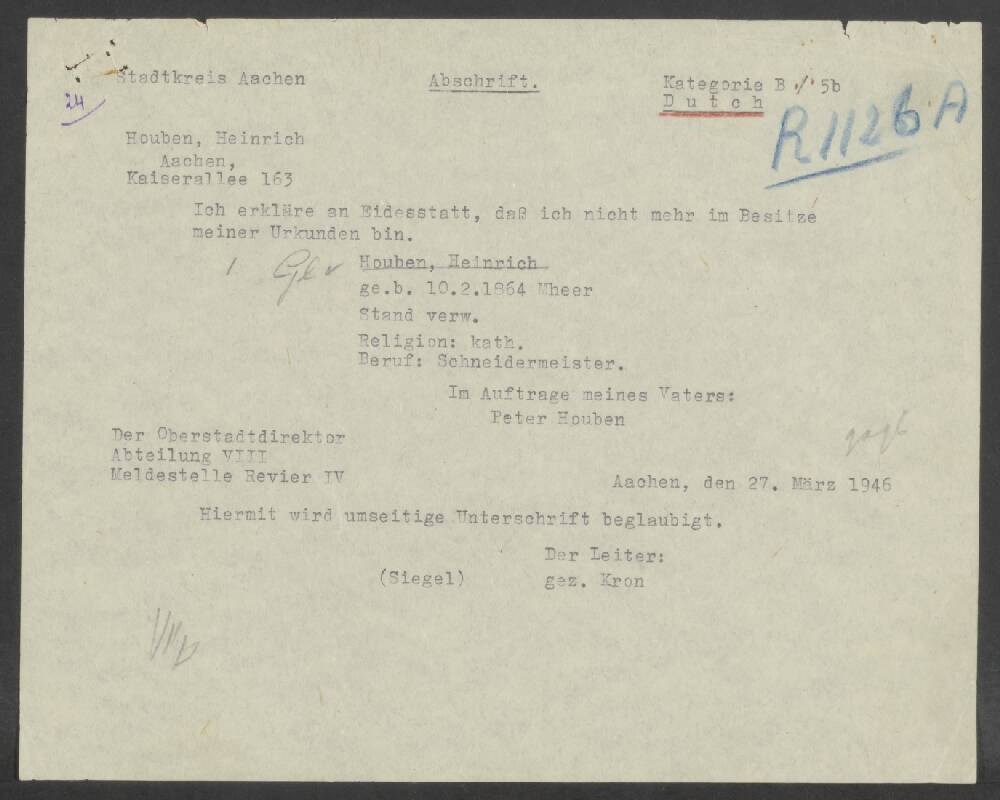 Stadtkreis Aachen
Abschrift.
Kategorie B ./. 5b
Dutch
24
R1126 A
Houben, Heinrich
Aachen,
Kaiserallee 163
Ich erkläre an Eidesstatt, daß ich nicht mehr im Besitze
meiner Urkunden bin.
Houben, Heinrich
ge.b. 10.2.1864 Mheer
Stand verw.
Religion: kath.
Beruf: Schneidermeister.
Im Auftrage meines Vaters:
Peter Houben
Der Oberstadtdirektor
Abteilung VIII
Meldestelle Revier IV
Aachen, den 27. März 1946
Hiermit wird umseitige Unterschrift beglaubigt.
Der Leiter:
(Siegel)
gez. Kron